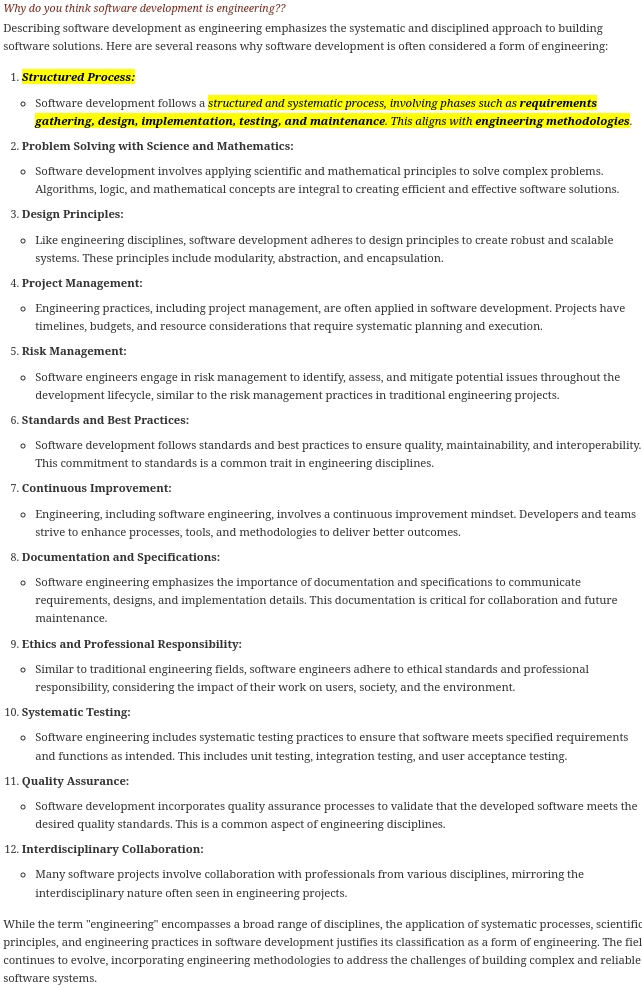 Why do you think software development is engineering??
Describing software development as engineering emphasizes the systematic and disciplined approach to building
software solutions. Here are several reasons why software development is often considered a form of engineering:
1. Structured Process:
Software development follows a structured and systematic process, involving phases such as requirements
gathering, design, implementation, testing, and maintenance. This aligns with engineering methodologies.
2. Problem Solving with Science and Mathematics:
Software development involves applying scientific and mathematical principles to solve complex problems.
Algorithms, logic, and mathematical concepts are integral to creating efficient and effective software solutions.
3. Design Principles:
Like engineering disciplines, software development adheres to design principles to create robust and scalable
systems. These principles include modularity, abstraction, and encapsulation.
4. Project Management:
Engineering practices, including project management, are often applied in software development. Projects have
timelines, budgets, and resource considerations that require systematic planning and execution.
5. Risk Management:
Software engineers engage in risk management to identify, assess, and mitigate potential issues throughout the
development lifecycle, similar to the risk management practices in traditional engineering projects.
6. Standards and Best Practices:
Software development follows standards and best practices to ensure quality, maintainability, and interoperability.
This commitment to standards is a common trait in engineering disciplines.
7. Continuous Improvement:
Engineering, including software engineering, involves a continuous improvement mindset. Developers and teams
strive to enhance processes, tools, and methodologies to deliver better outcomes.
8. Documentation and Specifications:
Software engineering emphasizes the importance of documentation and specifications to communicate
requirements, designs, and implementation details. This documentation is critical for collaboration and future
maintenance.
9. Ethics and Professional Responsibility:
Similar to traditional engineering fields, software engineers adhere to ethical standards and professional
responsibility, considering the impact of their work on users, society, and the environment.
10. Systematic Testing:
Software engineering includes systematic testing practices to ensure that software meets specified requirements
and functions as intended. This includes unit testing, integration testing, and user acceptance testing.
11. Quality Assurance:
Software development incorporates quality assurance processes to validate that the developed software meets the
desired quality standards. This is a common aspect of engineering disciplines.
12. Interdisciplinary Collaboration:
Many software projects involve collaboration with professionals from various disciplines, mirroring the
interdisciplinary nature often seen in engineering projects.
While the term "engineering" encompasses a broad range of disciplines, the application of systematic processes, scientific
principles, and engineering practices in software development justifies its classification as a form of engineering. The fiel
continues to evolve, incorporating engineering methodologies to address the challenges of building complex and reliable
software systems.